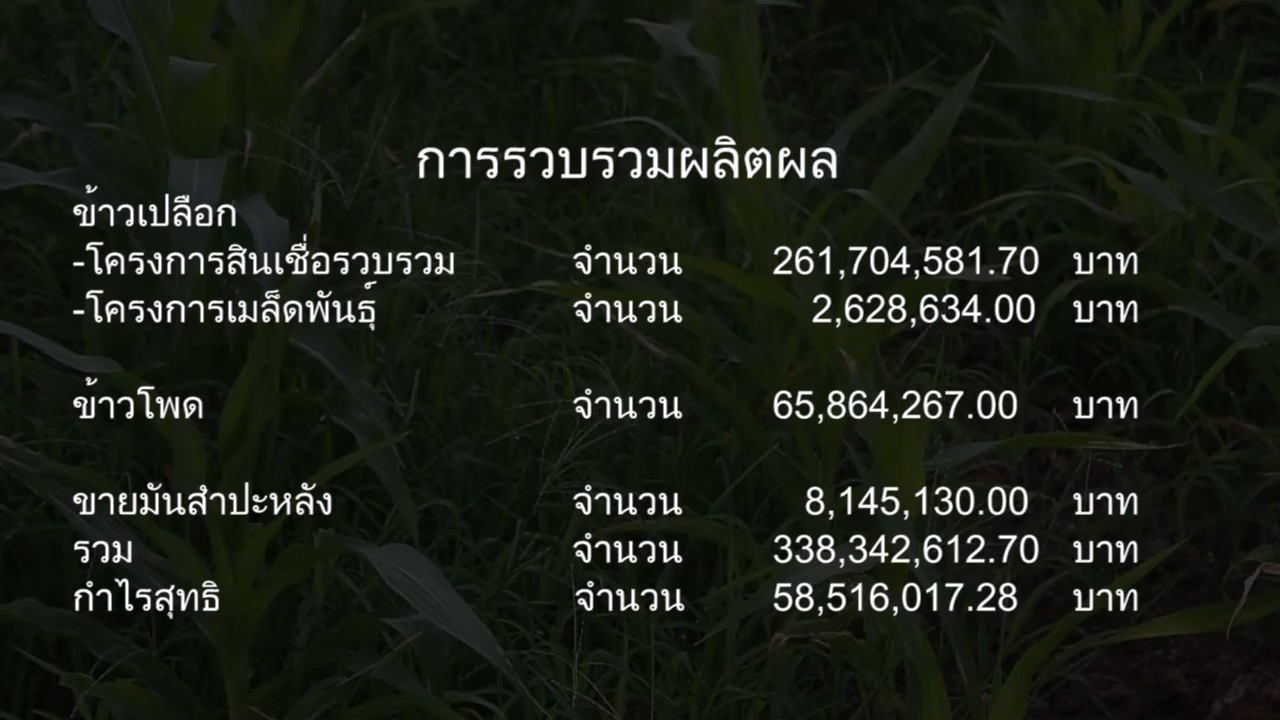 การรวบรวมผลิตผล
ข้าวเปลือก
-โครงการสินเชื่อรวบรวม จำนวน 261,704,581.70 บาท
-โครงการเมล็ดพันธุ์ จำนวน 2,628,634.00 บาท
ข้าวโพด จำนวน 65,864,267.00 บาท
ขายมันสำปะหลัง จำนวน 8,145,130.00 บาท
รวม จำนวน 338,342,612.70 บาท
กำไรสุทธิ จำนวน 58,516,017.28 บาท